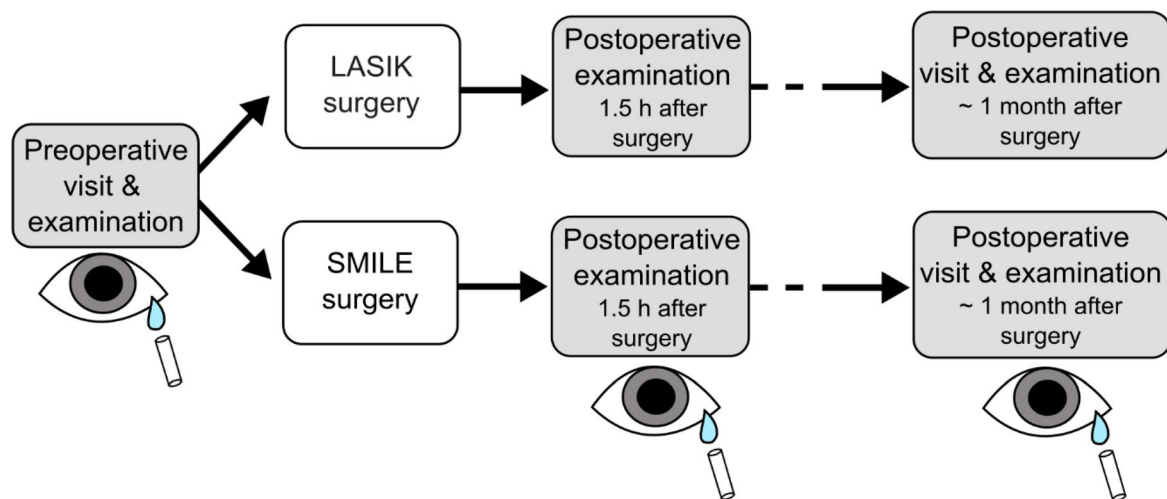 Preoperative
visit &
examination
LASIK
surgery
Postoperative
examination
1.5 h after
surgery
Postoperative
visit & examination
~ 1 month after
surgery
SMILE
surgery
Postoperative
examination
1.5 h after
surgery
Postoperative
visit & examination
~ 1 month after
surgery